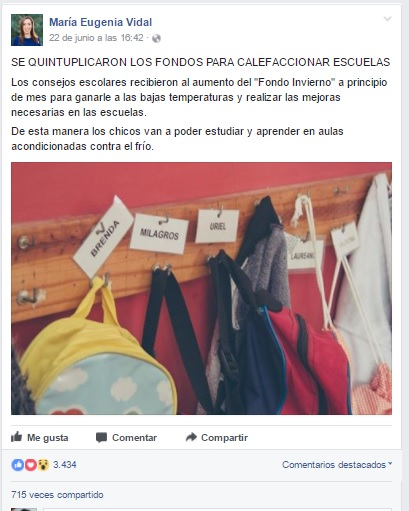 María Eugenia Vidal
22 de junio a las 16:42 ·
SE QUINTUPLICARON LOS FONDOS PARA CALEFACCIONAR ESCUELAS
Los consejos escolares recibieron al aumento del "Fondo Invierno" a principio
de mes para ganarle a las bajas temperaturas y realizar las mejoras
necesarias en las escuelas.
De esta manera los chicos van a poder estudiar y aprender en aulas
acondicionadas contra el frío.
BRENDA
MILAGROS
URIEL
LAUREANO
Me gusta
Comentar
Compartir
3.434
Comentarios destacados
715 veces compartido